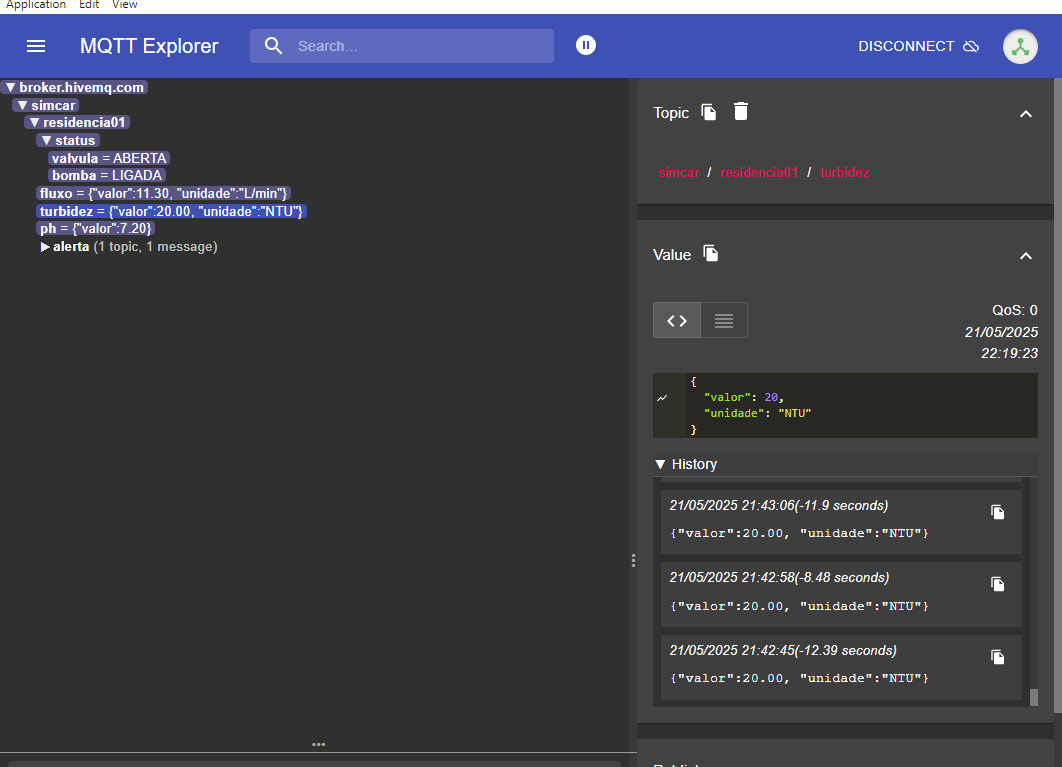 Application Edit View
MQTT Explorer Search... DISCONNECT
▼ broker.hivemq.com
▼ simcar
▼ residencia01
▼ status
valvula = ABERTA
bomba = LIGADA
fluxo = {"valor":11.30, "unidade":"L/min"}
turbidez = {"valor":20.00, "unidade":"NTU"}
ph = {"valor":7.20}
▶ alerta (1 topic, 1 message)
Topic
simcar / residencia01 / turbidez
Value
QoS: 0
21/05/2025
22:19:23
{
"valor": 20,
"unidade": "NTU"
}
▼ History
21/05/2025 21:43:06(-11.9 seconds)
{"valor":20.00, "unidade":"NTU"}
21/05/2025 21:42:58(-8.48 seconds)
{"valor":20.00, "unidade":"NTU"}
21/05/2025 21:42:45(-12.39 seconds)
{"valor":20.00, "unidade":"NTU"}